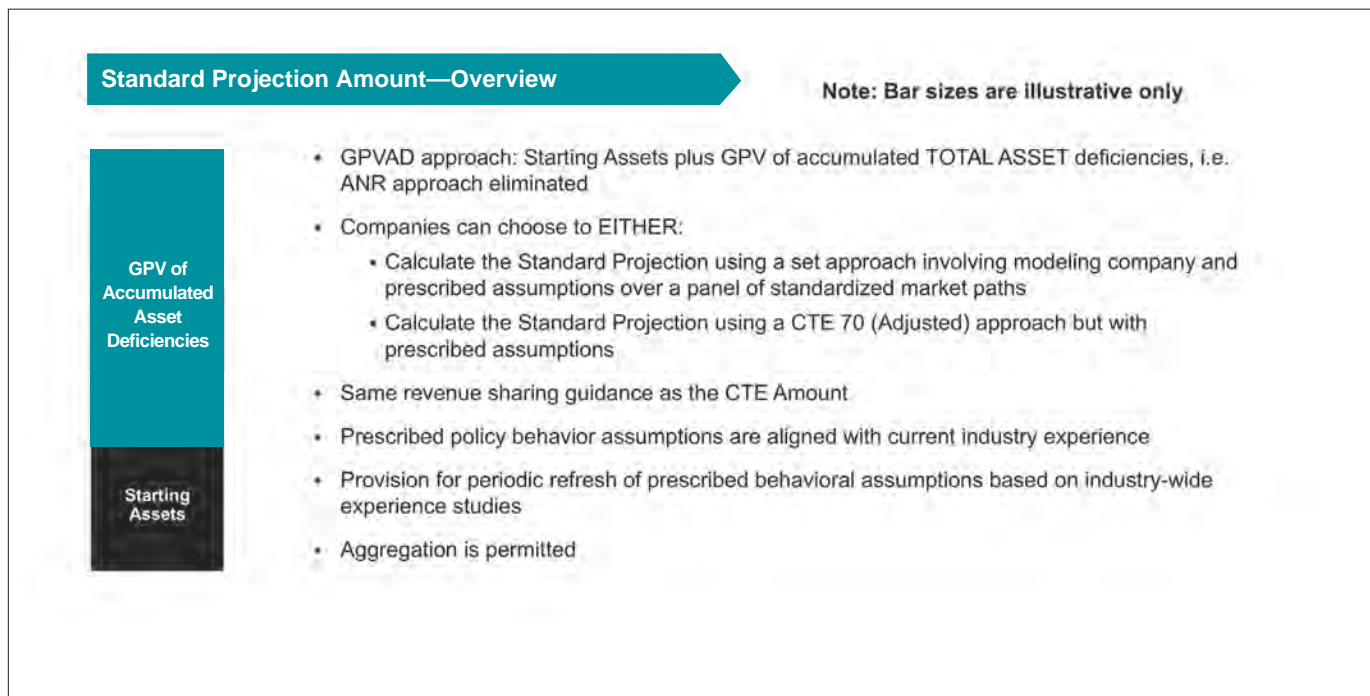 Standard Projection Amount—Overview
Note: Bar sizes are illustrative only
GPV of
Accumulated
Asset
Deficiencies
Starting
Assets
• GPVAD approach: Starting Assets plus GPV of accumulated TOTAL ASSET deficiencies, i.e.
ANR approach eliminated
• Companies can choose to EITHER:
• Calculate the Standard Projection using a set approach involving modeling company and
prescribed assumptions over a panel of standardized market paths
• Calculate the Standard Projection using a CTE 70 (Adjusted) approach but with
prescribed assumptions
• Same revenue sharing guidance as the CTE Amount
• Prescribed policy behavior assumptions are aligned with current industry experience
• Provision for periodic refresh of prescribed behavioral assumptions based on industry-wide
experience studies
• Aggregation is permitted